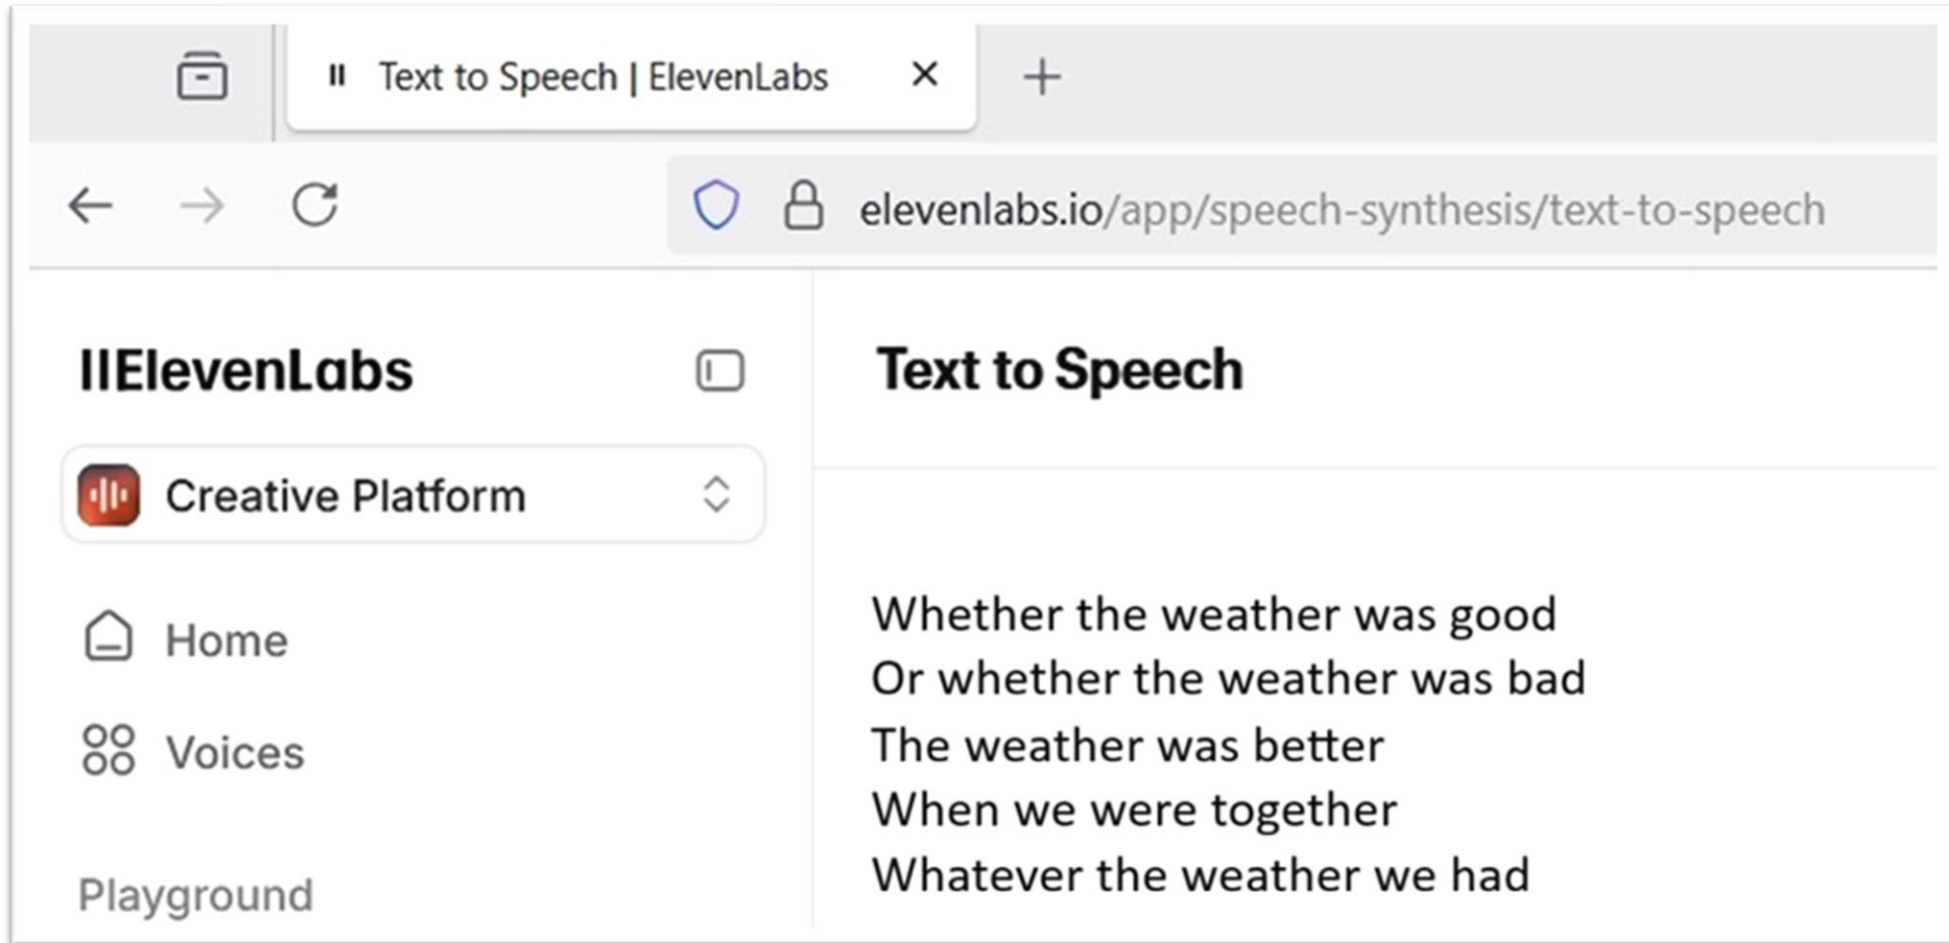 Text to Speech | ElevenLabs
elevenlabs.io/app/speech-synthesis/text-to-speech
IIElevenLabs
Text to Speech
Creative Platform
Home
Voices
Playground
Whether the weather was good
Or whether the weather was bad
The weather was better
When we were together
Whatever the weather we had